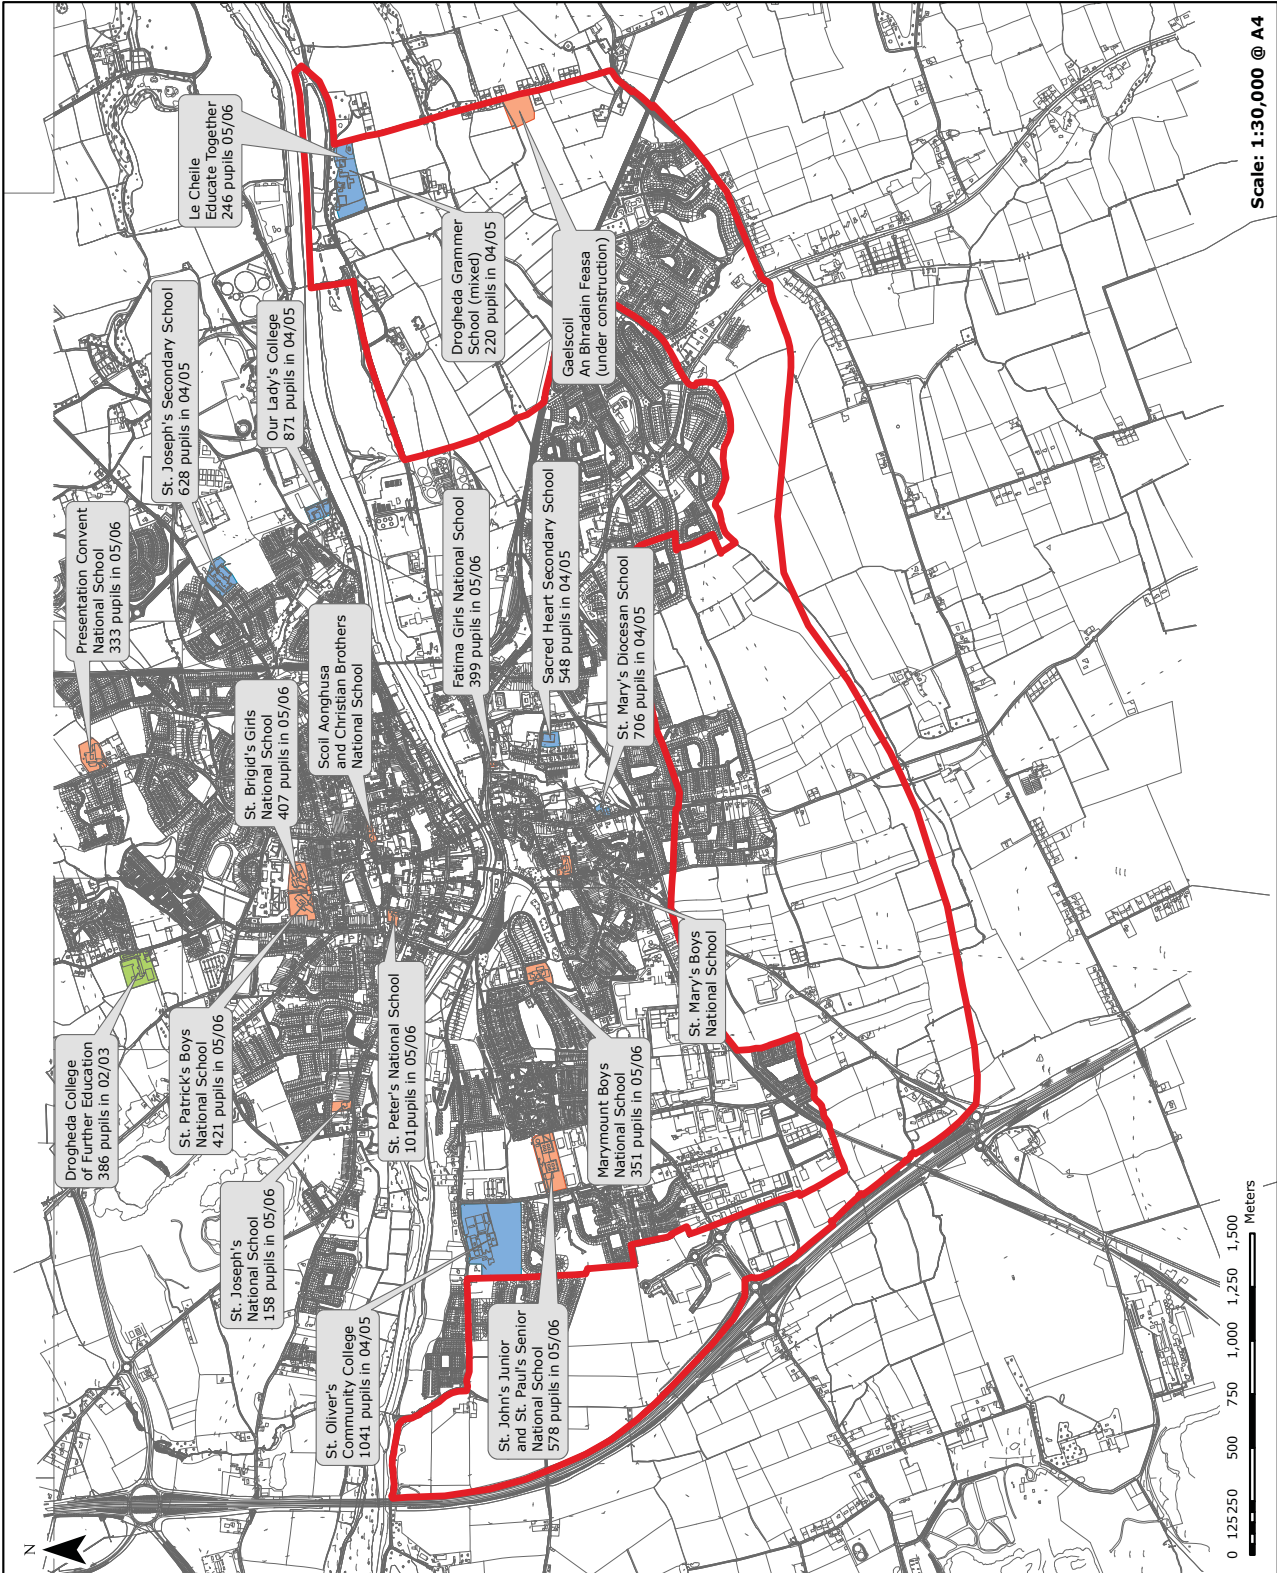 Presentation Convent
National School
333 pupils in 05/06
St. Joseph's Secondary School
628 pupils in 04/05
Le Cheile
Educate Together
246 pupils 05/06
Drogheda College
of Further Education
386 pupils in 02/03
St. Patrick's Boys
National School
421 pupils in 05/06
St. Brigid's Girls
National School
407 pupils in 05/06
Our Lady's College
871 pupils in 04/05
St. Joseph's
National School
158 pupils in 05/06
Scoil Aonghusa
and Christian Brothers
National School
St. Oliver's
Community College
1041 pupils in 04/05
St. Peter's National School
101pupils in 05/06
Fatima Girls National School
399 pupils in 05/06
Drogheda Grammer
School (mixed)
220 pupils in 04/05
St. John's Junior
and St. Paul's Senior
National School
578 pupils in 05/06
Sacred Heart Secondary School
548 pupils in 04/05
Gaelscoil
An Bhradain Feasa
(under construction)
Marymount Boys
National School
351 pupils in 05/06
St. Mary's Diocesan School
706 pupils in 04/05
St. Mary's Boys
National School
N
0 125 250 500 750 1,000 1,250 1,500
Meters
Scale: 1:30,000 @ A4